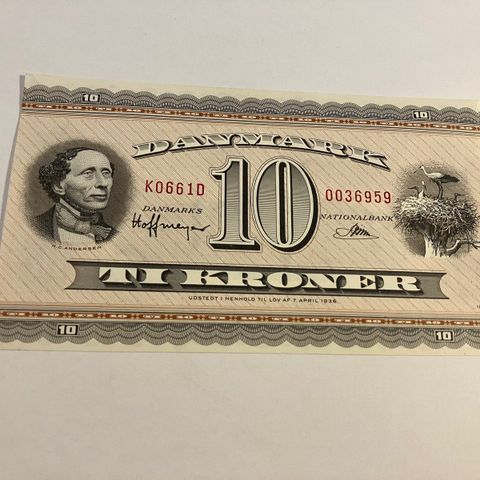 10
10
DANMARK
K0661D 10 0036959
DANMARKS NATIONALBANK
Hoffmeyer
H.C. ANDERSEN
TI KRONER
UDSTEDT I HENHOLD TIL LOV AF 7. APRIL 1936
10
10